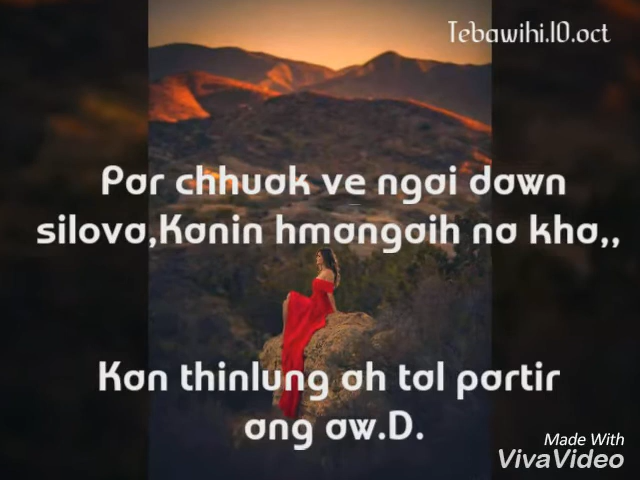 Tebawihi.10.oct
Par chhuak ve ngai dawn
silova,Kanin hmangaih na kha,,
Kan thinlung ah tal partir
ang aw.D.
Made With
VivaVideo